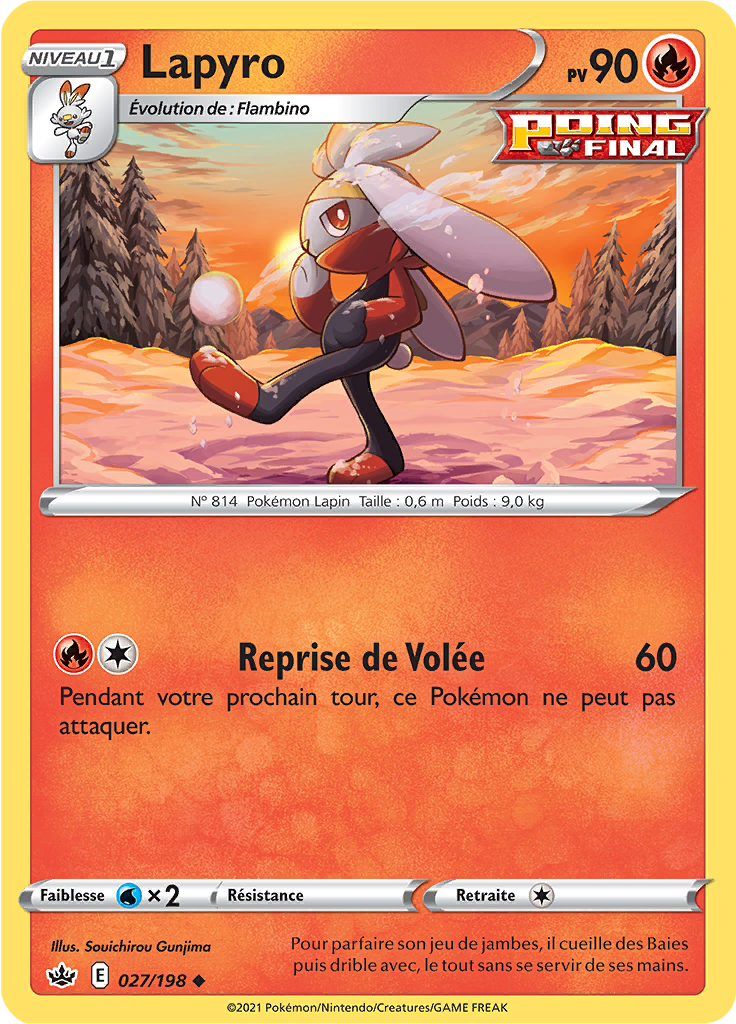 NIVEAU 1
Lapyro
PV 90
Évolution de : Flambino
POING
FINAL
N° 814 Pokémon Lapin Taille : 0,6 m Poids : 9,0 kg
Reprise de Volée 60
Pendant votre prochain tour, ce Pokémon ne peut pas
attaquer.
Faiblesse ×2 Résistance Retraite
Illus. Souichirou Gunjima
Pour parfaire son jeu de jambes, il cueille des Baies
puis drible avec, le tout sans se servir de ses mains.
E 027/198
©2021 Pokémon/Nintendo/Creatures/GAME FREAK